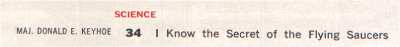 SCIENCE
MAJ. DONALD E. KEYHOE 34 I Know the Secret of the Flying Saucers